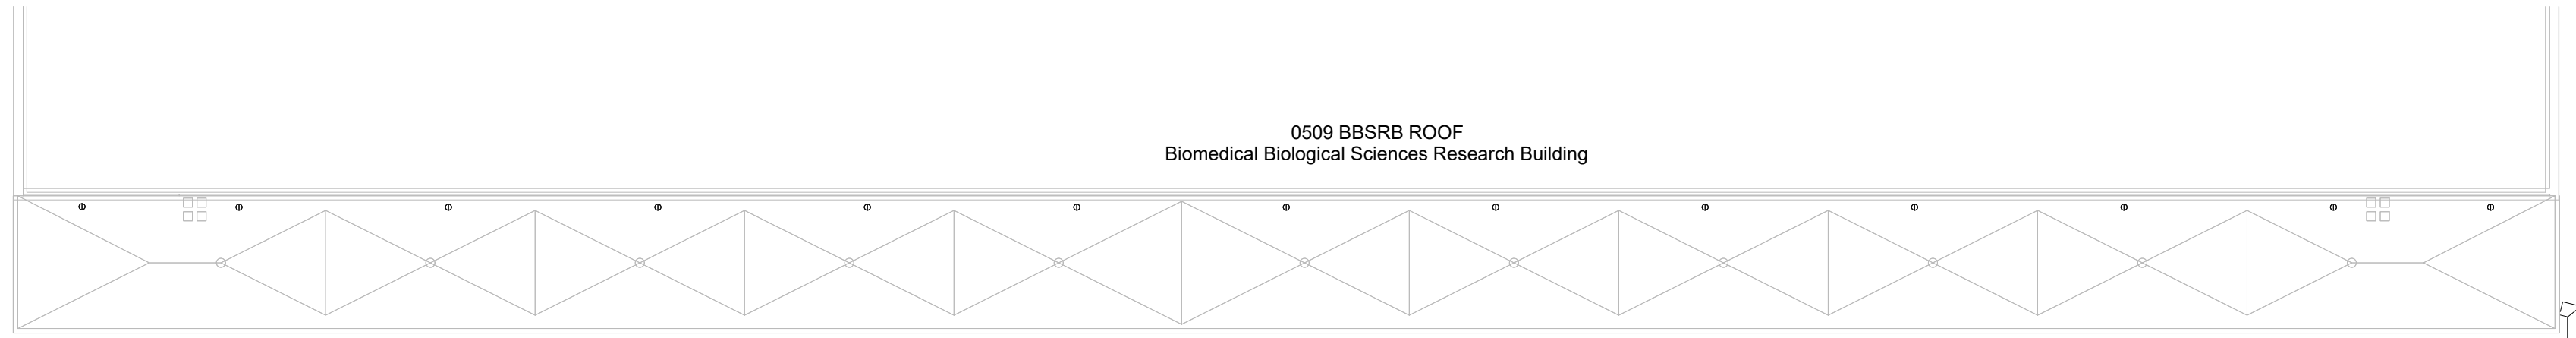 0509 BBSRB ROOF
Biomedical Biological Sciences Research Building